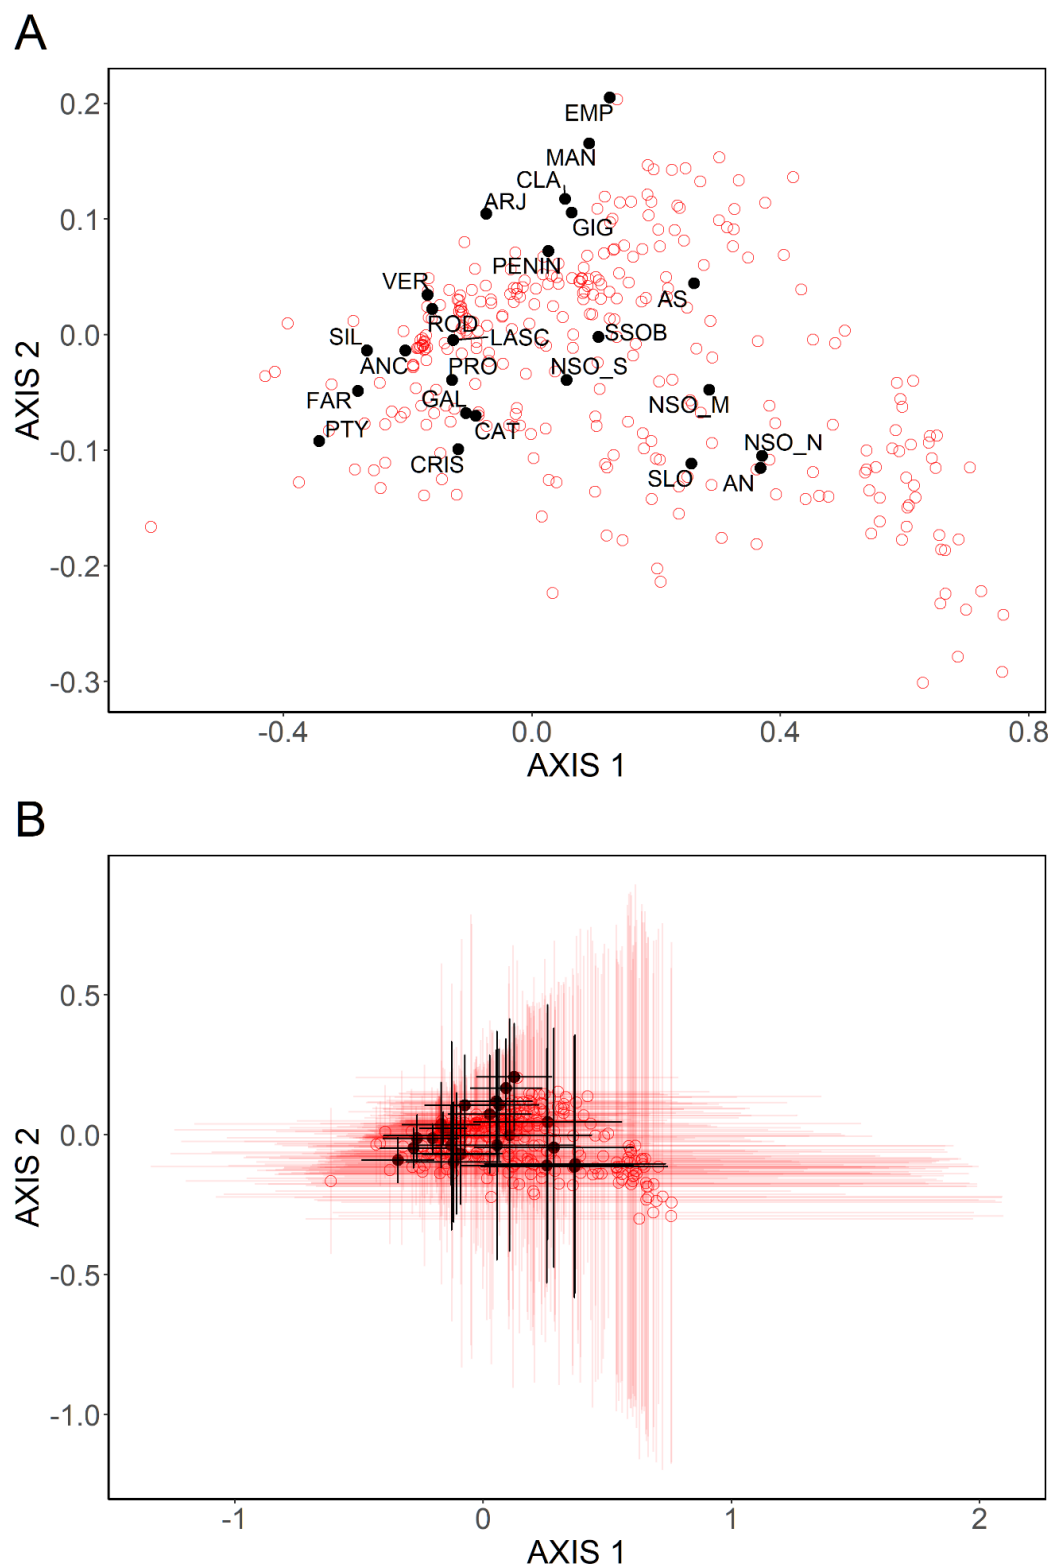 A
0.2
EMP
MAN
CLA
ARJ
0.1
GIG
PENIN
VER
AS
ROD
SIL
LASC
SSOB
0.0
ANC
PRO
NSO_S
FAR
GAL
NSO_M
PTY
CAT
NSO_N
-0.1
CRIS
SLO
AN
-0.2
-0.3
AXIS 2
-0.4 0.0 0.4 0.8
AXIS 1
B
0.5
0.0
-0.5
-1.0
AXIS 2
-1 0 1 2
AXIS 1